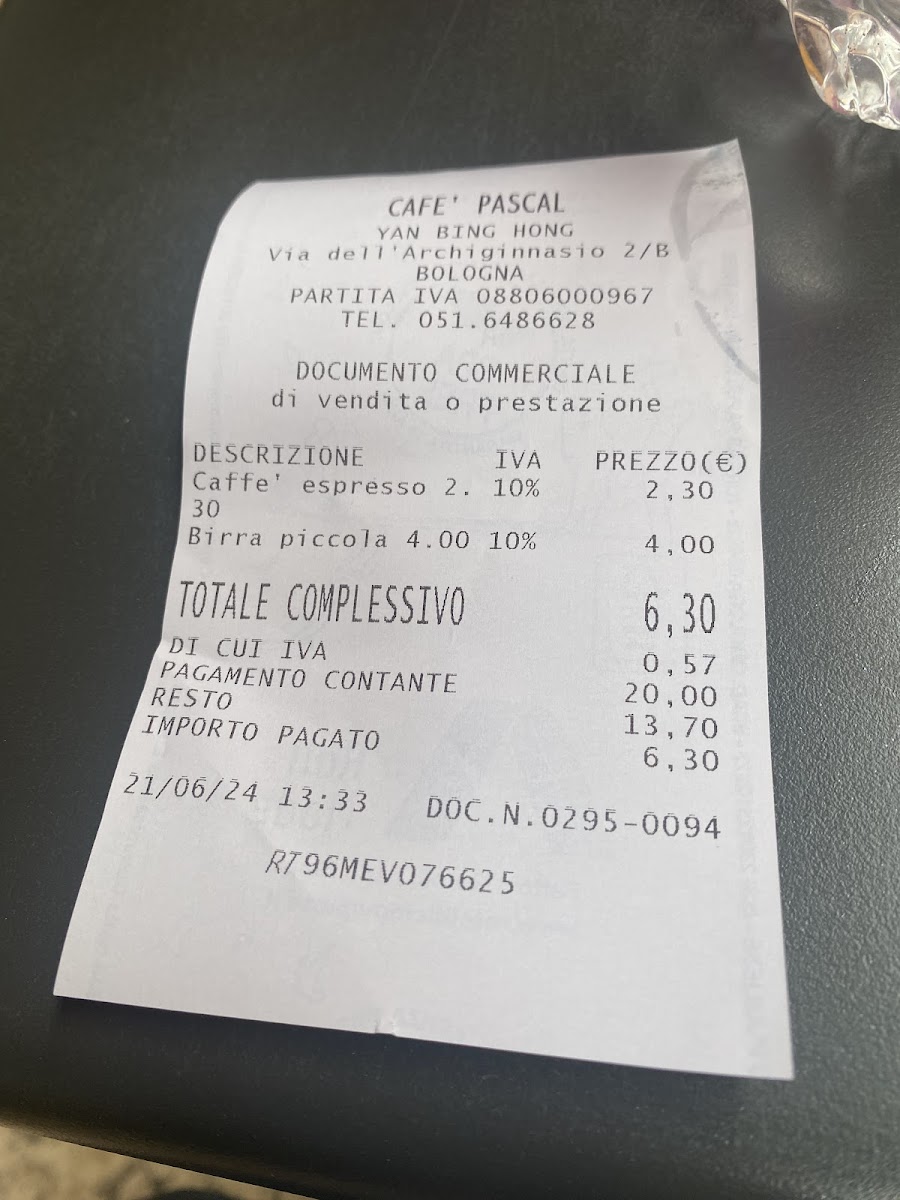 CAFE' PASCAL
YAN BING HONG
Via dell'Archiginnasio 2/B
BOLOGNA
PARTITA IVA 08806000967
TEL. 051.6486628
DOCUMENTO COMMERCIALE
di vendita o prestazione
DESCRIZIONE IVA PREZZO(€)
Caffe' espresso 2. 10% 2,30
30
Birra piccola 4.00 10% 4,00
TOTALE COMPLESSIVO 6,30
DI CUI IVA 0,57
PAGAMENTO CONTANTE 20,00
RESTO 13,70
IMPORTO PAGATO 6,30
21/06/24 13:33 DOC.N.0295-0094
RT96MEV076625